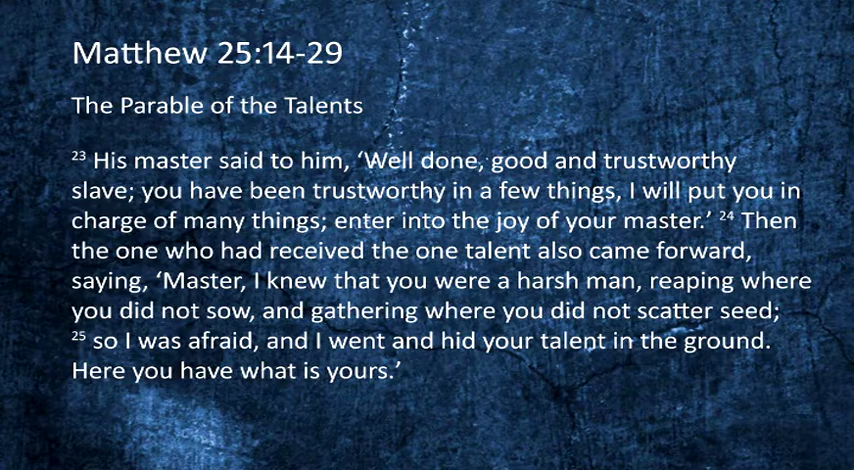 Matthew 25:14-29
The Parable of the Talents
23 His master said to him, ‘Well done, good and trustworthy
slave; you have been trustworthy in a few things, I will put you in
charge of many things; enter into the joy of your master.’ 24 Then
the one who had received the one talent also came forward,
saying, ‘Master, I knew that you were a harsh man, reaping where
you did not sow, and gathering where you did not scatter seed;
25 so I was afraid, and I went and hid your talent in the ground.
Here you have what is yours.’